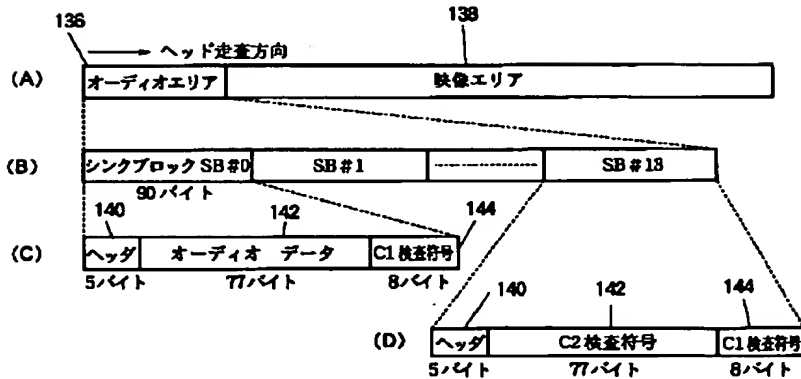 136
138
ヘッド走査方向
(A)
オーディオエリア
映像エリア
(B)
シンクブロック SB#0
SB#1
SB#13
90バイト
140
142
144
(C)
ヘッダ
オーディオ データ
C1検査符号
5バイト
77バイト
8バイト
140
142
144
(D)
ヘッダ
C2検査符号
C1検査符号
5バイト
77バイト
8バイト